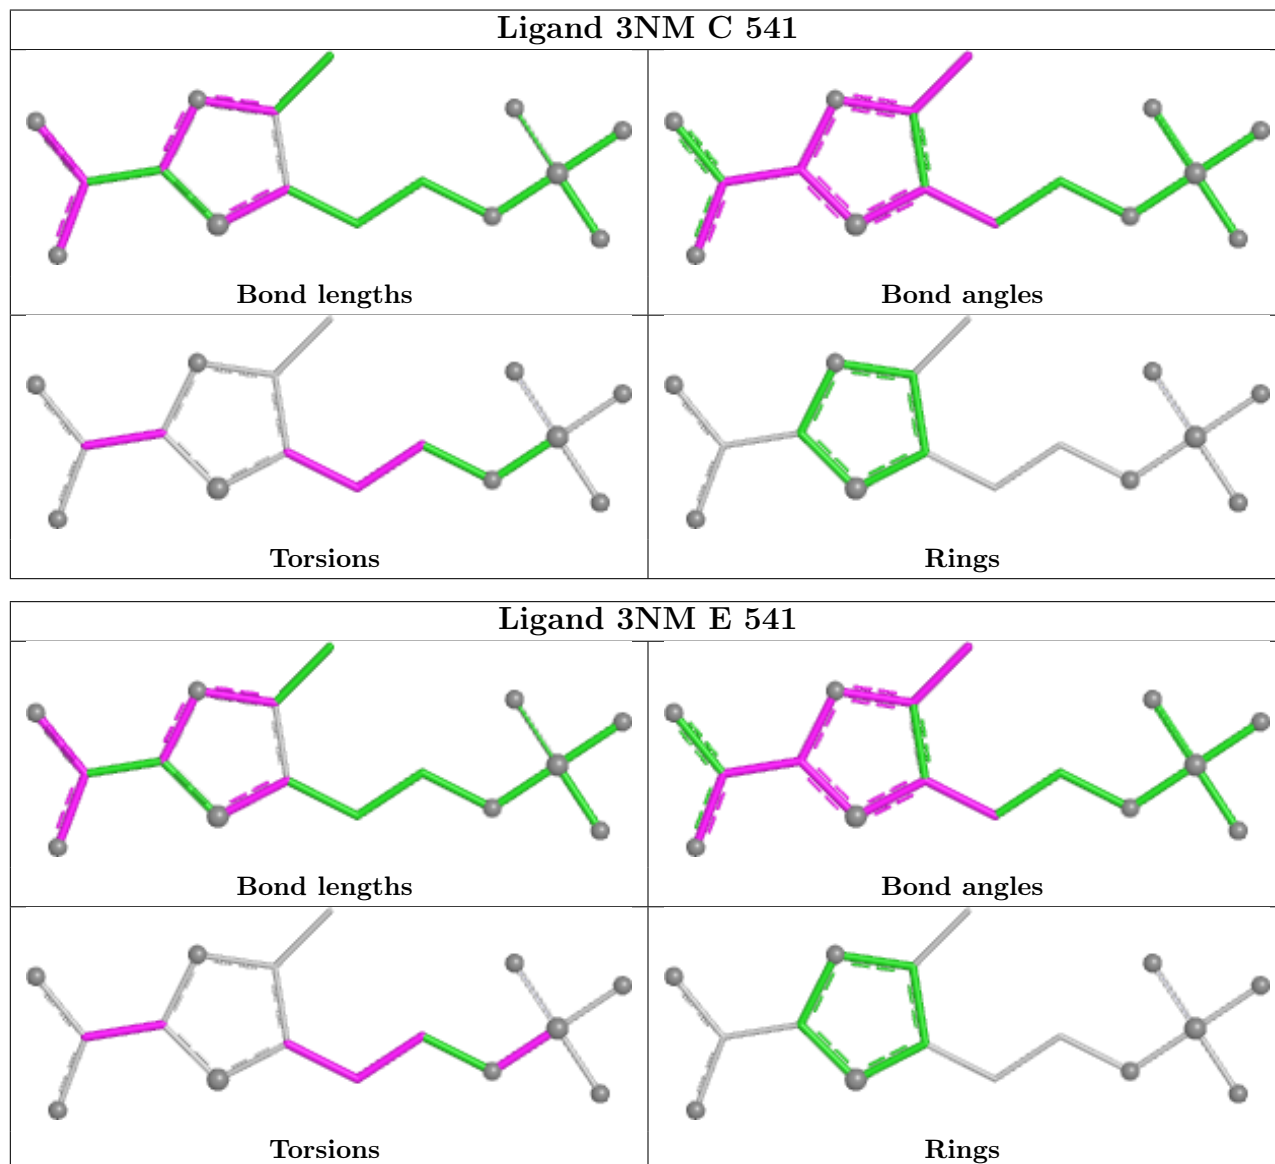 Ligand 3NM C 541
Bond lengths
Bond angles
Torsions
Rings
Ligand 3NM E 541
Bond lengths
Bond angles
Torsions
Rings